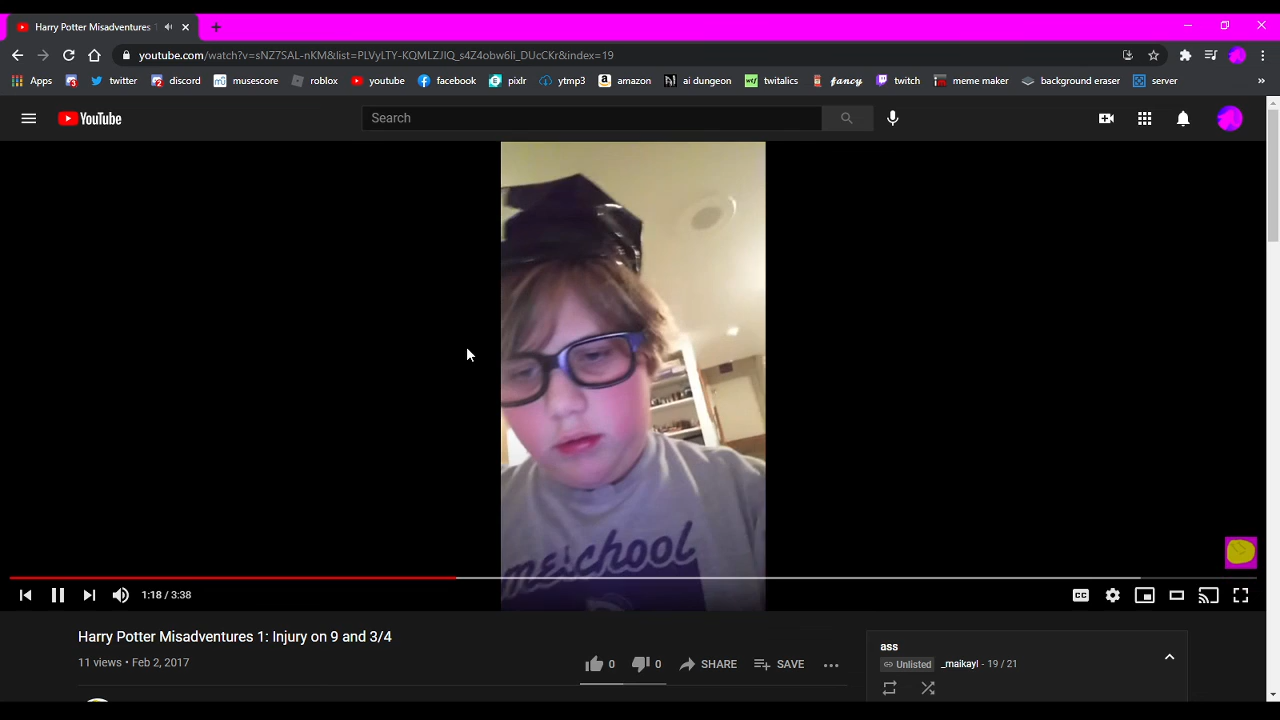 Harry Potter Misadventures 1
youtube.com/watch?v=sNZ7SAL-nKM&list=PLVyLTY-KQMLZJIQ_s4Z4obw6li_DUcCKr&index=19
Apps twitter discord musescore roblox youtube facebook pixlr ytmp3 amazon ai dungeon twitalics fancy twitch meme maker background eraser server »
YouTube Search
meschool
1:18 / 3:38 CC
Harry Potter Misadventures 1: Injury on 9 and 3/4
11 views • Feb 2, 2017
0 0 SHARE SAVE
ass
Unlisted _maikayl - 19 / 21